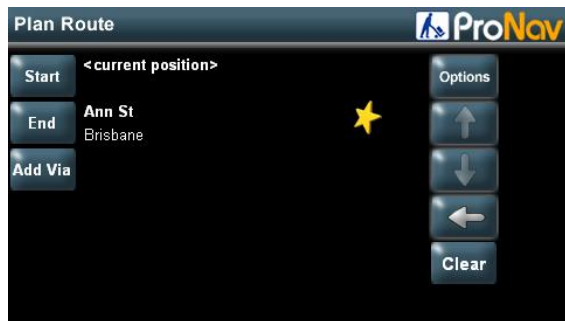 Plan Route
ProNav
Start
<current position>
Options
End
Ann St
Brisbane
Add Via
Clear